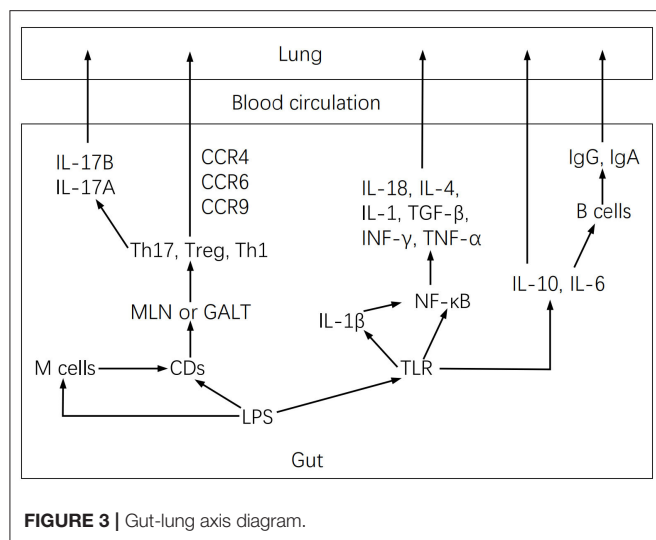 Lung
Blood circulation
IL-17B
IL-17A
CCR4
CCR6
CCR9
IL-18, IL-4,
IL-1, TGF-β,
INF-γ, TNF-α
IgG, IgA
B cells
Th17, Treg, Th1
MLN or GALT
IL-1β
NF-κB
IL-10, IL-6
M cells
CDs
TLR
LPS
Gut
FIGURE 3 | Gut-lung axis diagram.